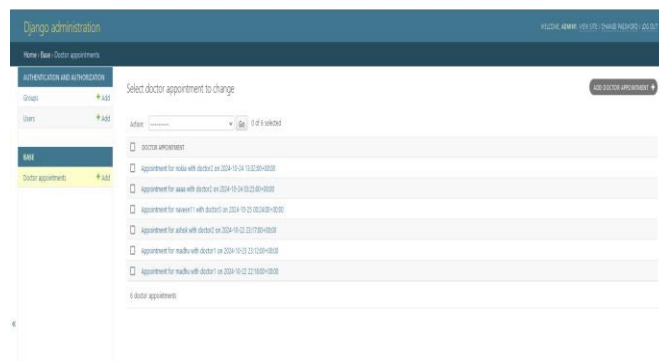 Django administration
WELCOME, ADMIN. VIEW SITE / CHANGE PASSWORD / LOG OUT
Home › Base › Doctor appointments
AUTHENTICATION AND AUTHORIZATION
Groups + Add
Users + Add
BASE
Doctor appointments + Add
Select doctor appointment to change
ADD DOCTOR APPOINTMENT +
Action: --------- Go 0 of 6 selected
DOCTOR APPOINTMENT
Appointment for nokia with doctor2 on 2024-10-24 13:32:00+00:00
Appointment for aaaa with doctor2 on 2024-10-24 03:23:00+00:00
Appointment for naveen11 with doctor3 on 2024-10-25 00:24:00+00:00
Appointment for ashok with doctor2 on 2024-10-22 23:17:00+00:00
Appointment for madhu with doctor1 on 2024-10-23 23:12:00+00:00
Appointment for madhu with doctor1 on 2024-10-22 22:18:00+00:00
6 doctor appointments
«